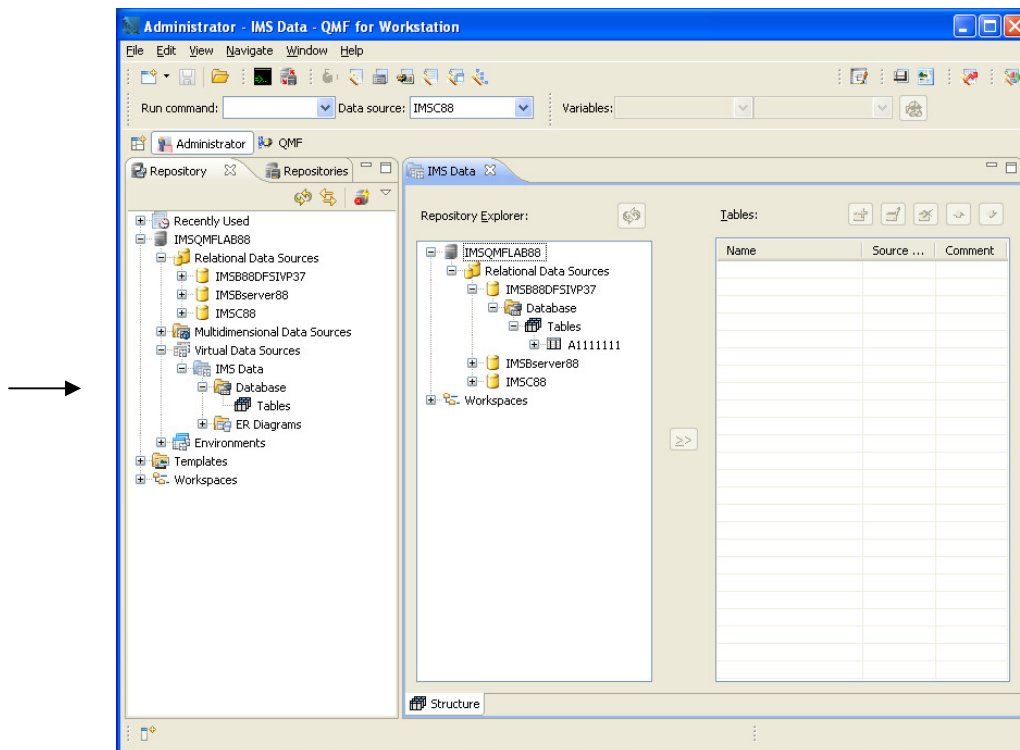 Administrator - IMS Data - QMF for Workstation
File Edit View Navigate Window Help
Run command: Data source: IMSC88 Variables:
Administrator QMF
Repository Repositories
IMS Data
Recently Used
IMSQMFLAB88
Relational Data Sources
IMSB88DFSIVP37
IMSBserver88
IMSC88
Multidimensional Data Sources
Virtual Data Sources
IMS Data
Database
Tables
ER Diagrams
Environments
Templates
Workspaces
Repository Explorer:
IMSQMFLAB88
Relational Data Sources
IMSB88DFSIVP37
Database
Tables
A1111111
IMSBserver88
IMSC88
Workspaces
>>
Tables:
Name Source ... Comment
Structure